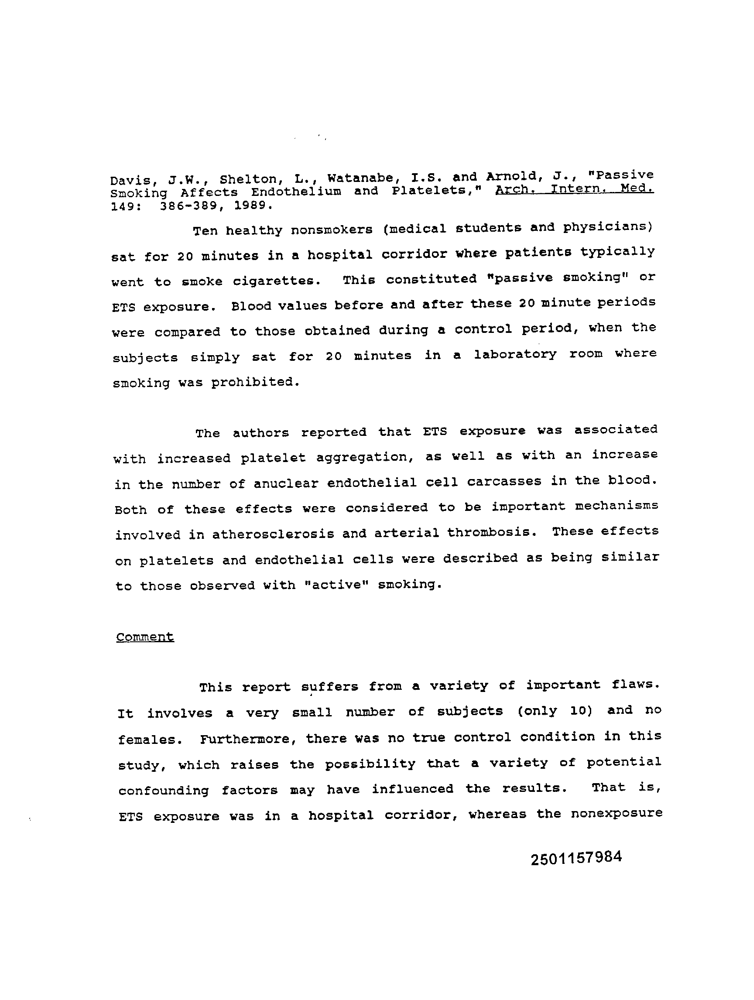 Davis, J.W., Shelton, L., Watanabe, I.S. and Arnold, J., "Passive
Smoking Affects Endothelium and Platelets," Arch. Intern. Med.
149: 386-389, 1989.
Ten healthy nonsmokers (medical students and physicians)
sat for 20 minutes in a hospital corridor where patients typically
went to smoke cigarettes. This constituted "passive smoking" or
ETS exposure. Blood values before and after these 20 minute periods
were compared to those obtained during a control period, when the
subjects simply sat for 20 minutes in a laboratory room where
smoking was prohibited.
The authors reported that ETS exposure was associated
with increased platelet aggregation, as well as with an increase
in the number of anuclear endothelial cell carcasses in the blood.
Both of these effects were considered to be important mechanisms
involved in atherosclerosis and arterial thrombosis. These effects
on platelets and endothelial cells were described as being similar
to those observed with "active" smoking.
Comment
This report suffers from a variety of important flaws.
It involves a very small number of subjects (only 10) and no
females. Furthermore, there was no true control condition in this
study, which raises the possibility that a variety of potential
confounding factors may have influenced the results. That is,
ETS exposure was in a hospital corridor, whereas the nonexposure
2501157984